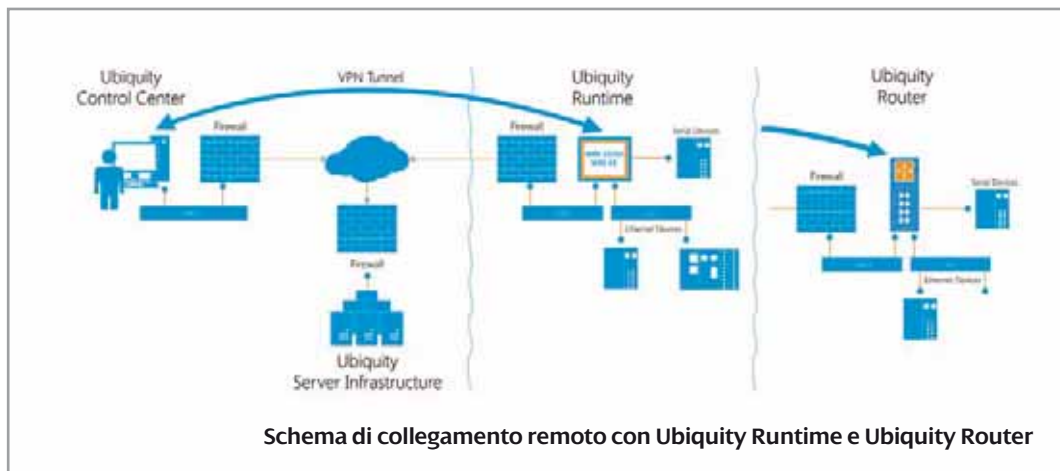 Ubiquity
Control Center
VPN Tunnel
Ubiquity
Runtime
Ubiquity
Router
Firewall
Firewall
Serial Devices
Firewall
Serial Devices
Ethernet Devices
Firewall
Ethernet Devices
Ubiquity
Server Infrastructure
Schema di collegamento remoto con Ubiquity Runtime e Ubiquity Router